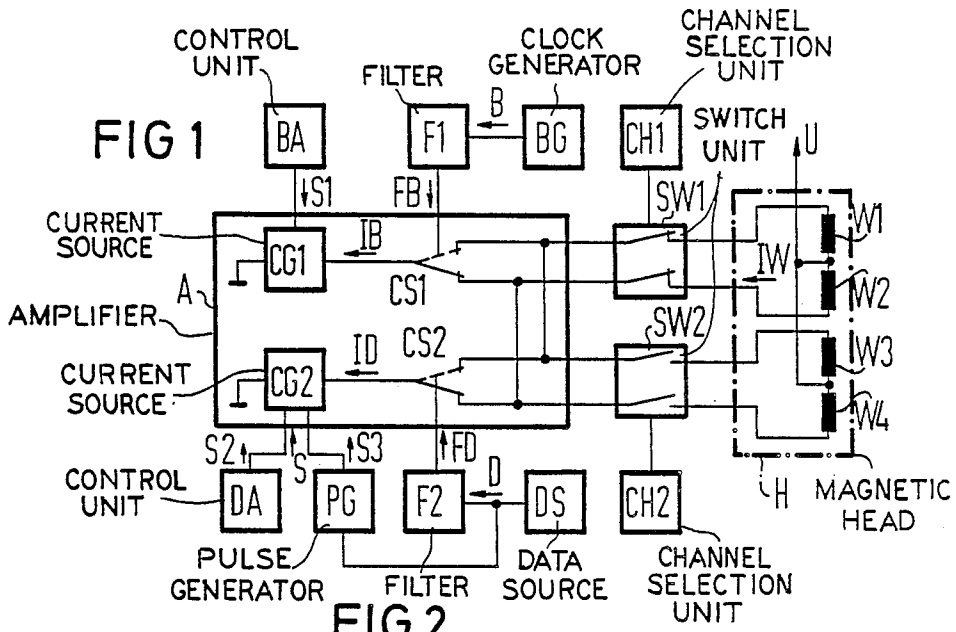 FIG 1
CONTROL
UNIT
FILTER
CLOCK
GENERATOR
CHANNEL
SELECTION
UNIT
BA
F1
B
BG
CH1
SWITCH
UNIT
U
S1
FB
SW1
CURRENT
SOURCE
CG1
IB
CS1
IW
W1
W2
A
AMPLIFIER
CS2
SW2
W3
CURRENT
SOURCE
CG2
ID
W4
S2
S
S3
FD
D
CONTROL
UNIT
DA
PG
F2
DS
CH2
H
MAGNETIC
HEAD
PULSE
GENERATOR
FILTER
DATA
SOURCE
CHANNEL
SELECTION
UNIT
FIG 2